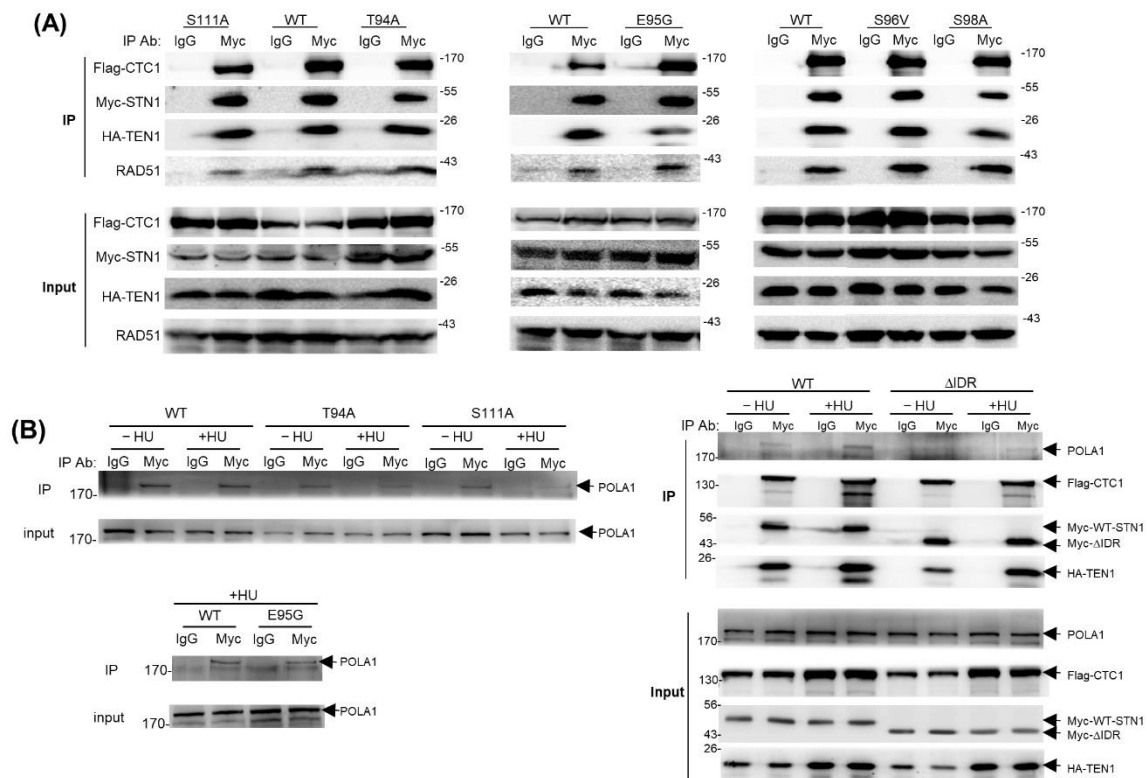 (A)
S111A WT T94A
IP Ab: IgG Myc IgG Myc IgG Myc
IP
Flag-CTC1 -170
Myc-STN1 -55
HA-TEN1 -26
RAD51 -43
Input
Flag-CTC1 -170
Myc-STN1 -55
HA-TEN1 -26
RAD51 -43
WT E95G
IgG Myc IgG Myc
-170
-55
-26
-43
-170
-55
-26
-43
WT S96V S98A
IgG Myc IgG Myc IgG Myc
-170
-55
-26
-43
-170
-55
-26
-43
(B)
WT T94A S111A
– HU +HU – HU +HU – HU +HU
IP Ab: IgG Myc IgG Myc IgG Myc IgG Myc IgG Myc IgG Myc
IP 170- POLA1
input 170- POLA1
+HU
WT E95G
IgG Myc IgG Myc
IP 170- POLA1
input 170- POLA1
WT ΔIDR
– HU +HU – HU +HU
IgG Myc IgG Myc IgG Myc IgG Myc
IP
170- POLA1
130- Flag-CTC1
56- Myc-WT-STN1
43- Myc-ΔIDR
26- HA-TEN1
Input
170- POLA1
130- Flag-CTC1
56- Myc-WT-STN1
43- Myc-ΔIDR
26- HA-TEN1